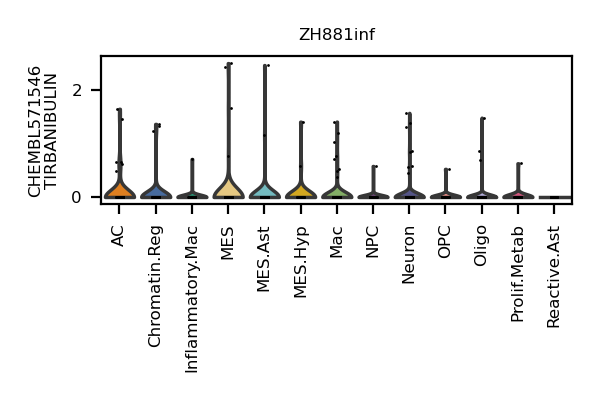 ZH881inf
CHEMBL571546
TIRBANIBULIN
2
0
AC
Chromatin.Reg
Inflammatory.Mac
MES
MES.Ast
MES.Hyp
Mac
NPC
Neuron
OPC
Oligo
Prolif.Metab
Reactive.Ast